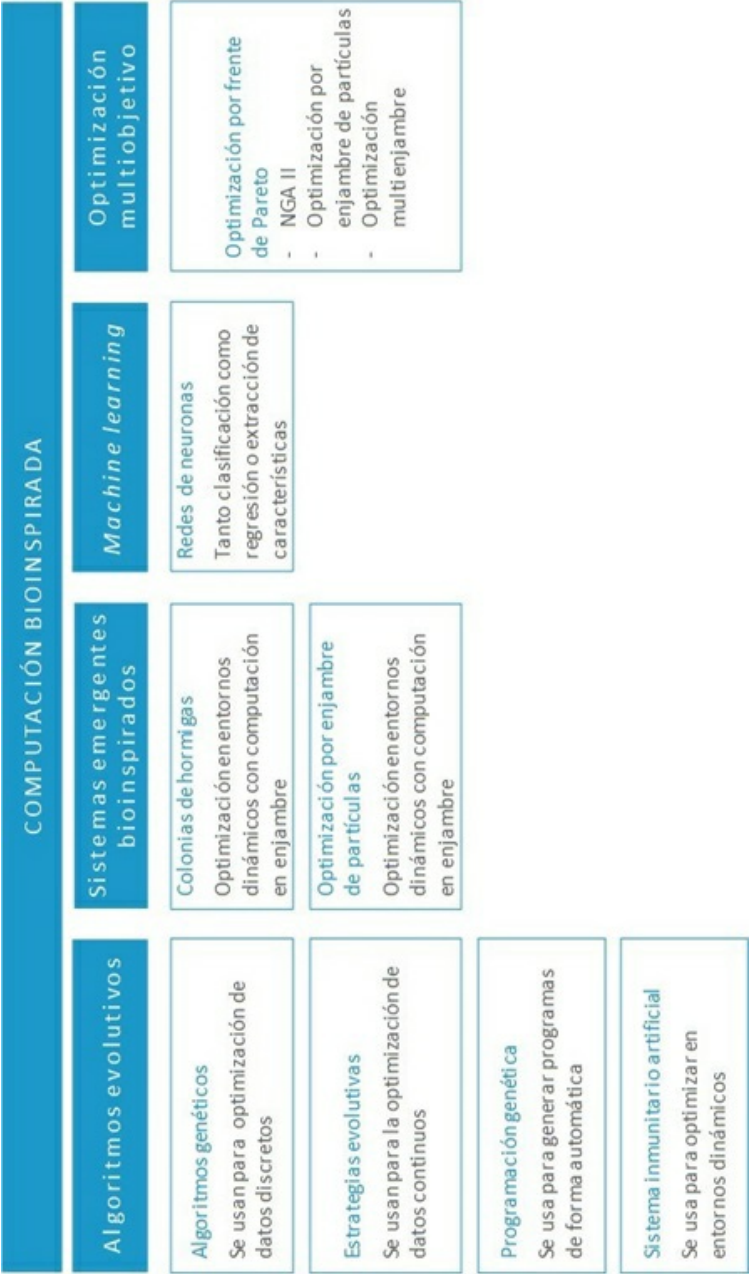 COMPUTACIÓN BIOINSPIRADA
Algoritmos evolutivos
Algoritmos genéticos
Se usan para optimización de
datos discretos
Estrategias evolutivas
Se usan para la optimización de
datos continuos
Programación genética
Se usa para generar programas
de forma automática
Sistema inmunitario artificial
Se usa para optimizar en
entornos dinámicos
Sistemas emergentes
bioinspirados
Colonias de hormigas
Optimización en entornos
dinámicos con computación
en enjambre
Optimización por enjambre
de partículas
Optimización en entornos
dinámicos con computación
en enjambre
Machine learning
Redes de neuronas
Tanto clasificación como
regresión o extracción de
características
Optimización
multiobjetivo
Optimización por frente
de Pareto
- NGA II
- Optimización por
enjambre de partículas
- Optimización
multienjambre